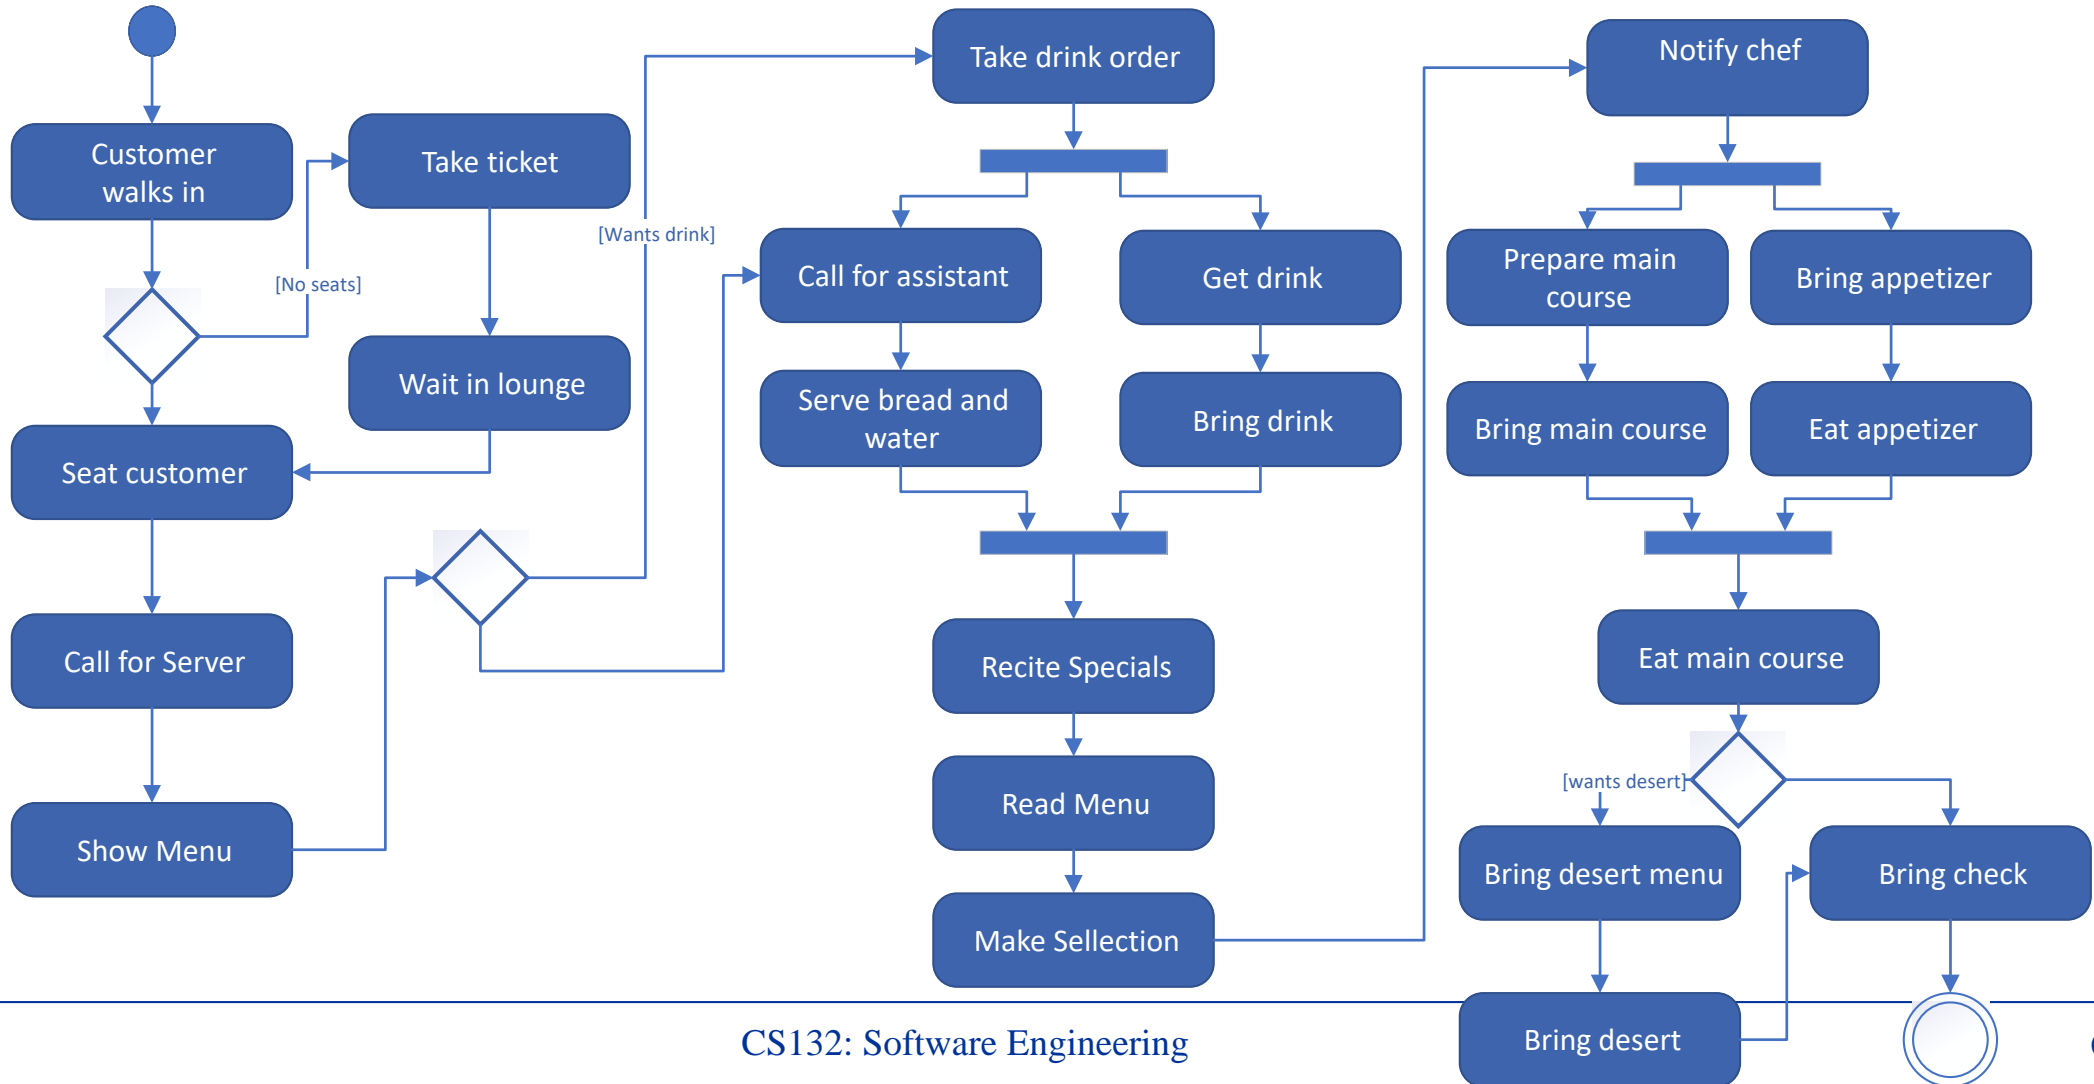 Customer
walks in
[No seats]
Take ticket
Wait in lounge
Seat customer
Call for Server
Show Menu
[Wants drink]
Take drink order
Call for assistant
Get drink
Serve bread and
water
Bring drink
Recite Specials
Read Menu
Make Sellection
Notify chef
Prepare main
course
Bring appetizer
Bring main course
Eat appetizer
Eat main course
[wants desert]
Bring desert menu
Bring check
Bring desert
CS132: Software Engineering